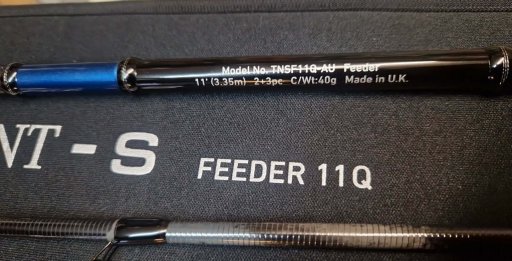 Model No. TNSF11Q-AU Feeder
11' (3.35m) 2+3pc C/Wt:40g Made in U.K.
NT-S FEEDER 11Q